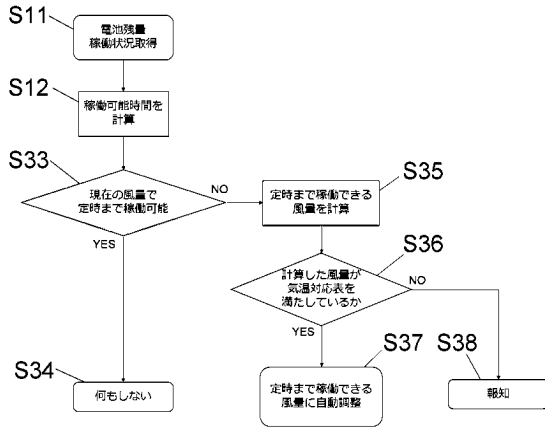 S11
電池残量
稼働状況取得
S12
稼働可能時間を
計算
S33
現在の風量で
定時まで稼働可能
NO
YES
S35
定時まで稼働できる
風量を計算
S36
計算した風量が
気温対応表を
満たしているか
NO
YES
S34
何もしない
S37
定時まで稼働できる
風量に自動調整
S38
報知